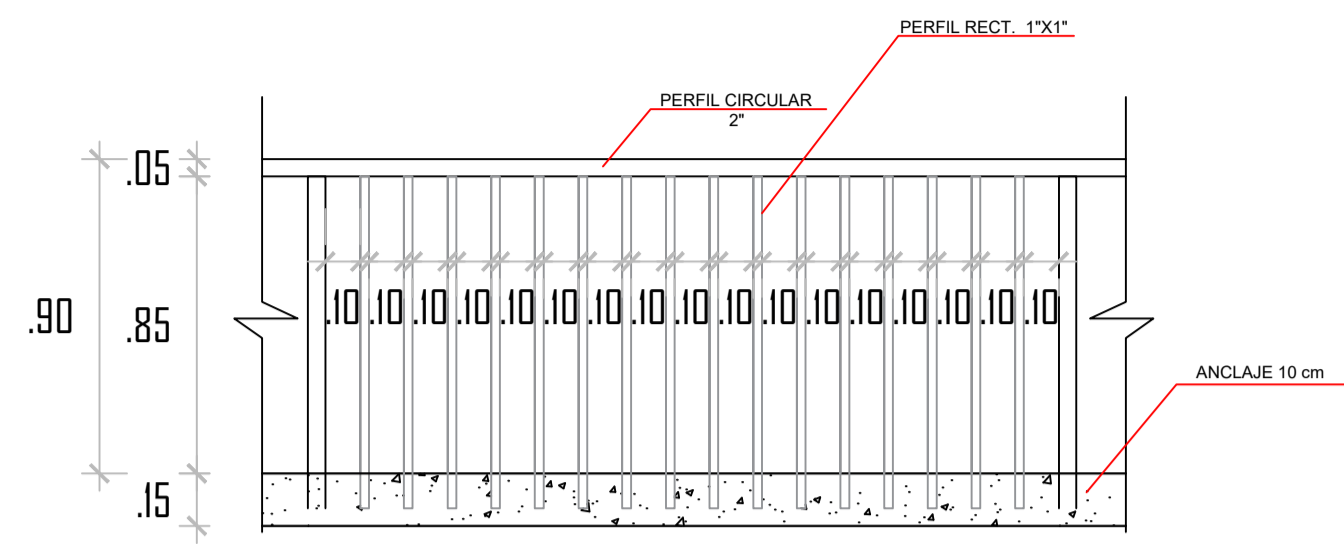 PERFIL RECT. 1"X1"
PERFIL CIRCULAR
2"
.05
.10 .10 .10 .10 .10 .10 .10 .10 .10 .10 .10 .10 .10 .10 .10 .10 .10
.90
.85
ANCLAJE 10 cm
.15